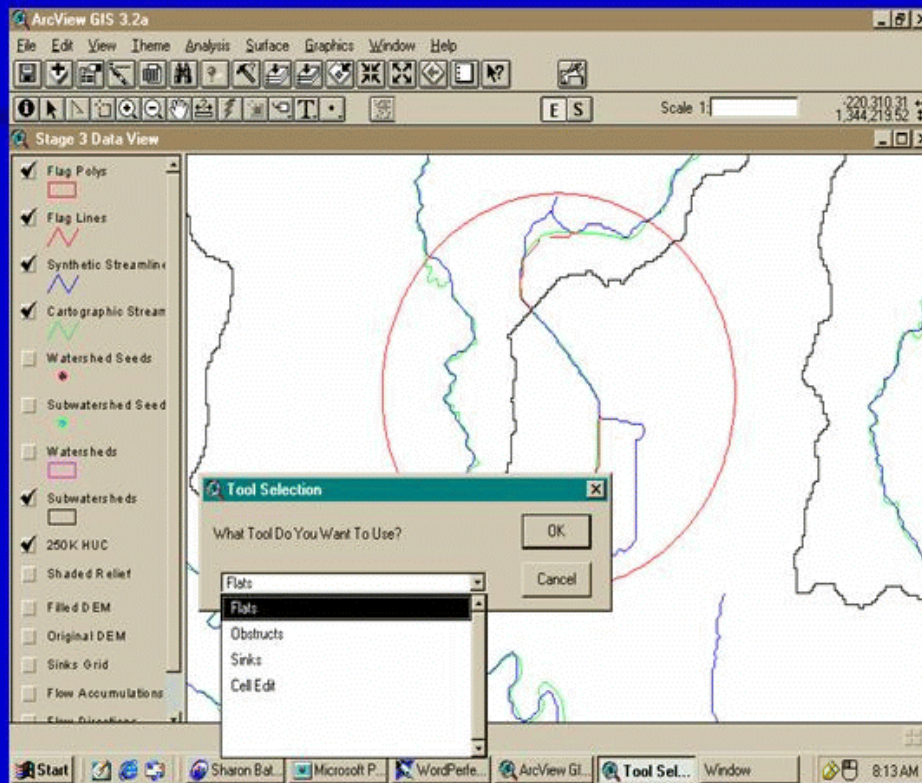 ArcView GIS 3.2a
File Edit View Theme Analysis Surface Graphics Window Help
E S Scale 1: -220,310.31
1,344,219.52
Stage 3 Data View
Flag Polys
Flag Lines
Synthetic Streamline
Cartographic Stream
Watershed Seeds
Subwatershed Seed
Watersheds
Subwatersheds
250K HUC
Shaded Relief
Filled DEM
Original DEM
Sinks Grid
Flow Accumulations
Flow Directions
Tool Selection
What Tool Do You Want To Use?
OK
Cancel
Flats
Flats
Obstructs
Sinks
Cell Edit
Start Sharon Bat... Microsoft P... WordPerfe... ArcView GI... Tool Sel... Window 8:13 AM